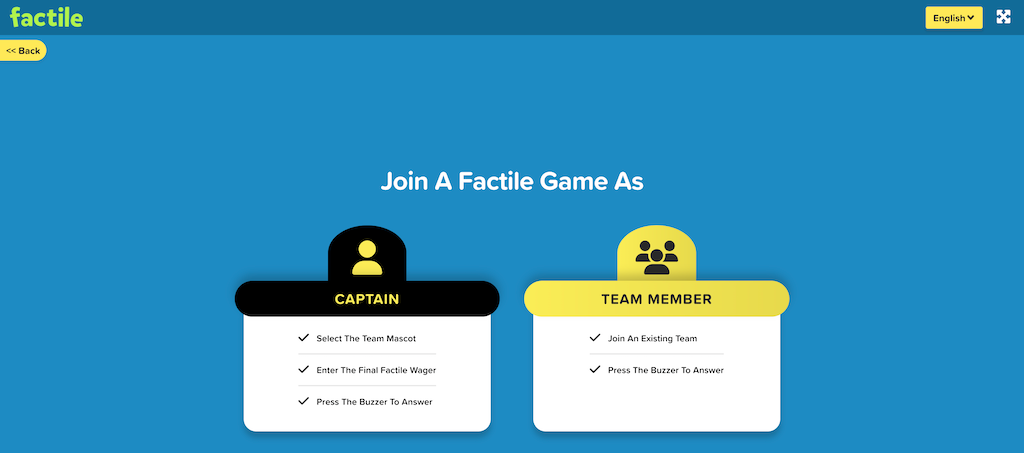 factile
English
<< Back
Join A Factile Game As
CAPTAIN
Select The Team Mascot
Enter The Final Factile Wager
Press The Buzzer To Answer
TEAM MEMBER
Join An Existing Team
Press The Buzzer To Answer